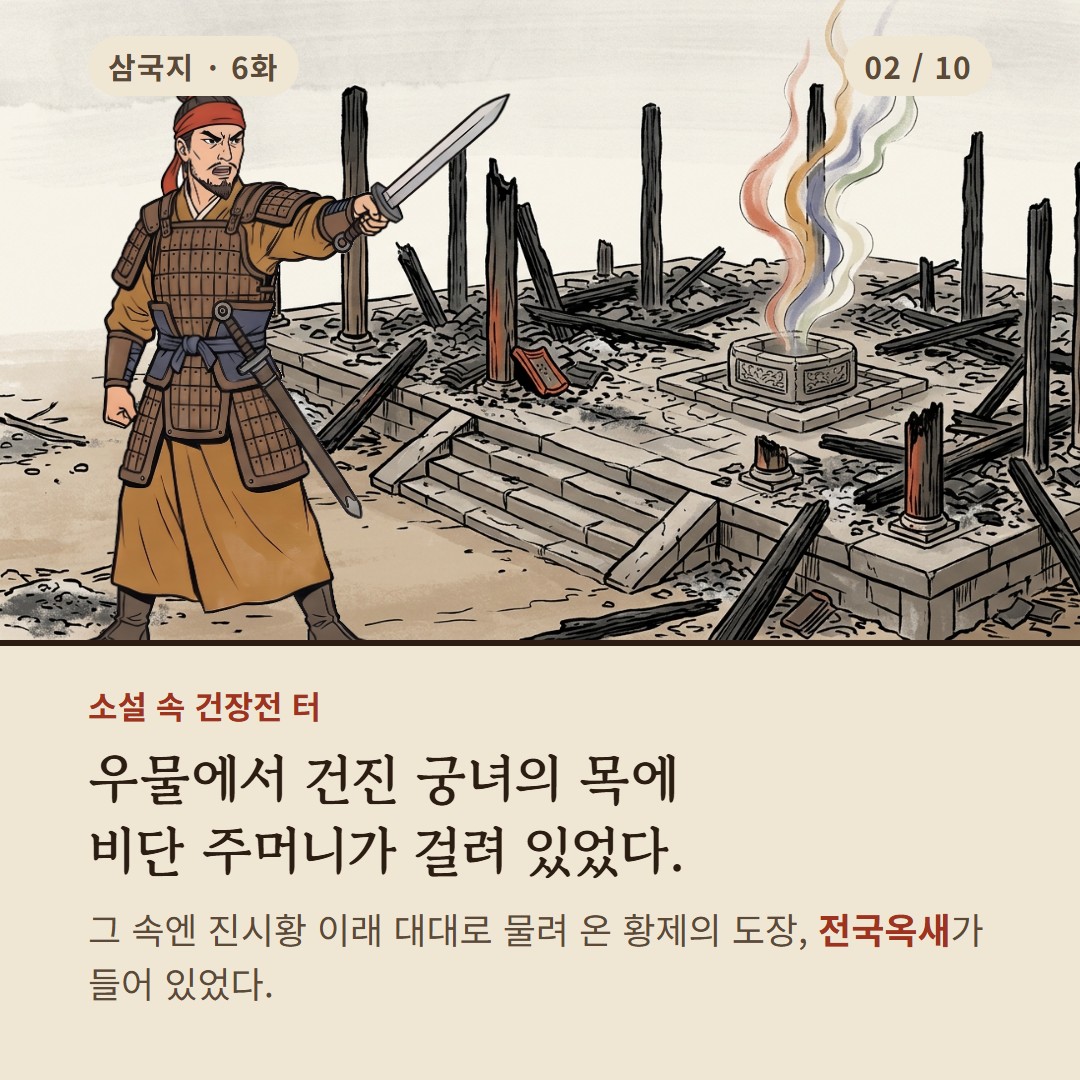 삼국지 · 6화
02 / 10
소설 속 건장전 터
우물에서 건진 궁녀의 목에
비단 주머니가 걸려 있었다.
그 속엔 진시황 이래 대대로 물려 온 황제의 도장, 전국옥새가
들어 있었다.